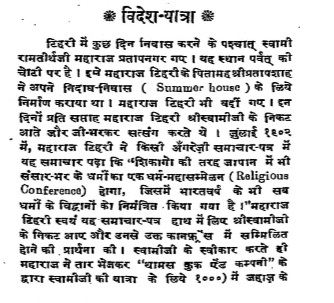 ❋ विदेश-यात्रा ❋
टिहरी में कुछ दिन निवास करने के पश्चात् स्वामी
रामतीर्थजी महाराज प्रतापनगर गए। यह स्थान पर्वत् की
चोटी पर है। इसे महाराज टिहरी के पितामह श्रीप्रतापशाह
ने अपने निदाघ-निवास ( Summer house ) के लिये
निर्माण कराया था। महाराज टिहरी भी वहीं गए। इन
दिनों प्रति सप्ताह महाराज टिहरी श्रीस्वामीजी के निकट
आते और जी-भरकर सत्संग करते थे। जुलाई १९०२
में, महाराज टिहरी ने किसी अँगरेज़ी समाचार-पत्र में
यह समाचार पढ़ा कि "शिकागो की तरह जापान में भी
संसार-भर के धर्मों का एक धर्म-महासम्मेलन (Religious
Conference) होगा, जिसमें भारतवर्ष के भी सब
धर्मों के विद्वानों को निमंत्रित किया गया है।" महाराज
टिहरी स्वयं यह समाचार-पत्र हाथ में लिए श्रीस्वामीजी
के निकट आए और उनसे उक्त कानफ़्रेंस में सम्मिलित
होने की प्रार्थना की। स्वामीजी के स्वीकार करते ही
महाराज ने तार भेजकर "थामस कुक ऐंड कम्पनी" के
द्वारा स्वामीजी की यात्रा के लिये १०००) में जहाज़ के